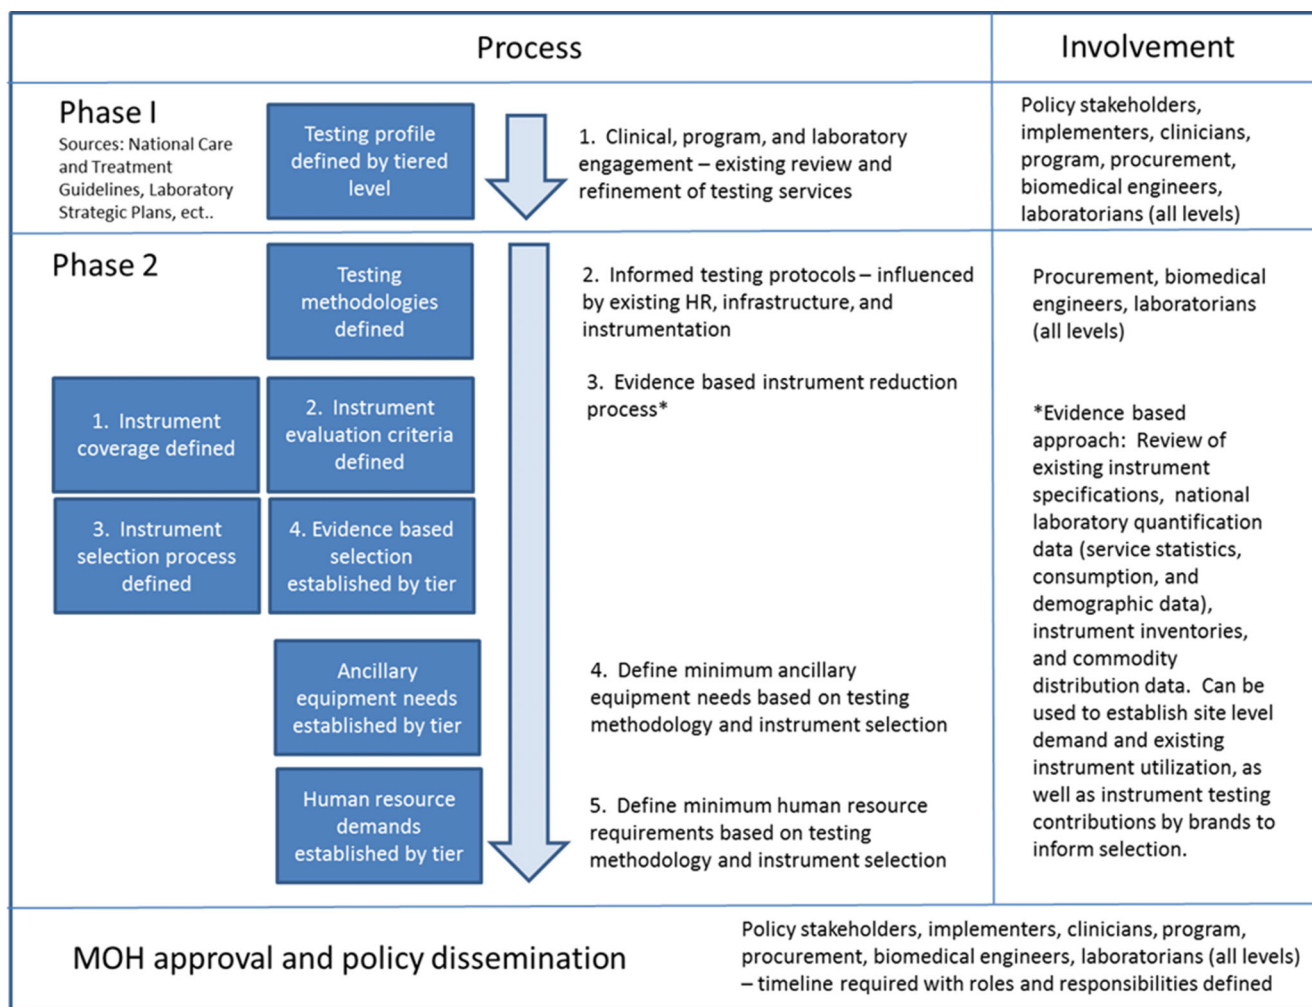 Process
Involvement
Phase I
Sources: National Care
and Treatment
Guidelines, Laboratory
Strategic Plans, ect..
Testing profile
defined by tiered
level
1. Clinical, program, and laboratory
engagement – existing review and
refinement of testing services
Policy stakeholders,
implementers, clinicians,
program, procurement,
biomedical engineers,
laboratorians (all levels)
Phase 2
Testing
methodologies
defined
2. Informed testing protocols – influenced
by existing HR, infrastructure, and
instrumentation
Procurement, biomedical
engineers, laboratorians
(all levels)
1. Instrument
coverage defined
2. Instrument
evaluation criteria
defined
3. Instrument
selection process
defined
4. Evidence based
selection
established by tier
3. Evidence based instrument reduction
process*
*Evidence based
approach: Review of
existing instrument
specifications, national
laboratory quantification
data (service statistics,
consumption, and
demographic data),
instrument inventories,
and commodity
distribution data. Can be
used to establish site level
demand and existing
instrument utilization, as
well as instrument testing
contributions by brands to
inform selection.
Ancillary
equipment needs
established by tier
4. Define minimum ancillary
equipment needs based on testing
methodology and instrument selection
Human resource
demands
established by tier
5. Define minimum human resource
requirements based on testing
methodology and instrument selection
MOH approval and policy dissemination
Policy stakeholders, implementers, clinicians, program,
procurement, biomedical engineers, laboratorians (all levels)
– timeline required with roles and responsibilities defined